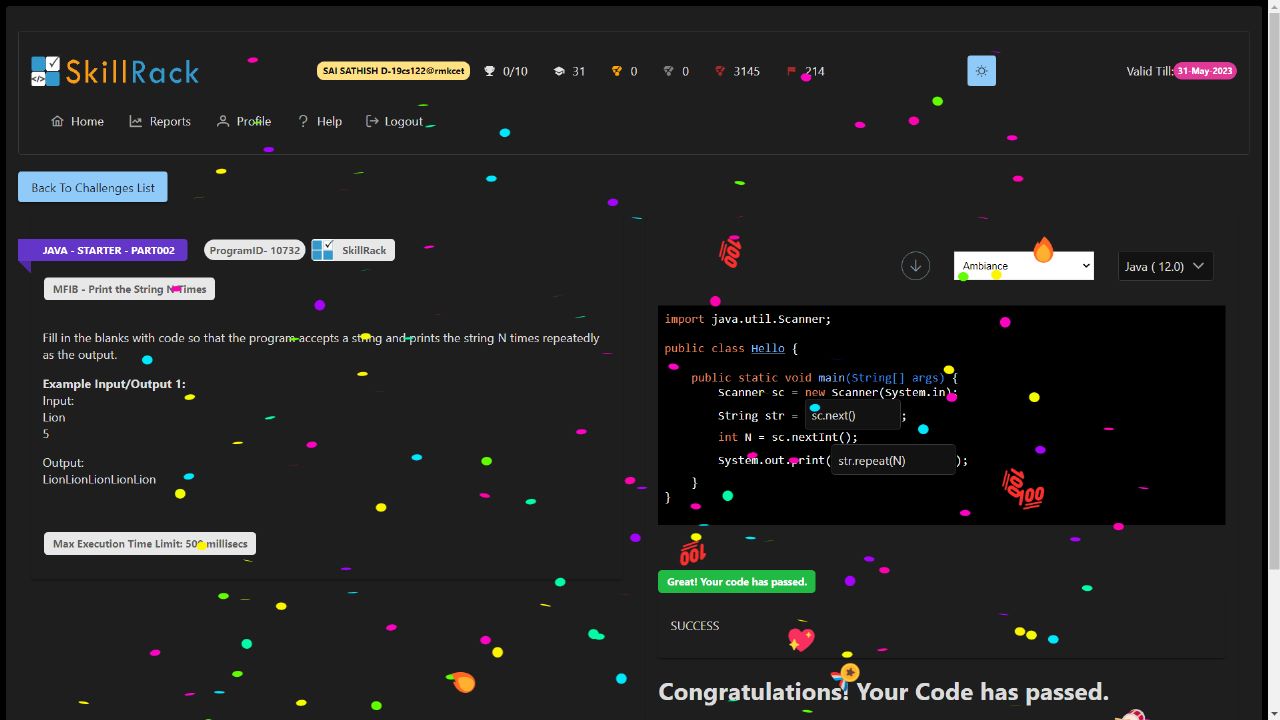 SkillRack
SAI SATHISH D-19cs122@rmkcet
0/10
31
0
0
3145
214
Valid Till:31-May-2023
Home
Reports
Profile
Help
Logout
Back To Challenges List
JAVA - STARTER - PART002
ProgramID- 10732
SkillRack
MFIB - Print the String N Times
Fill in the blanks with code so that the program accepts a string and prints the string N times repeatedly
as the output.
Example Input/Output 1:
Input:
Lion
5
Output:
LionLionLionLionLion
Max Execution Time Limit: 500 millisecs
Ambiance
Java ( 12.0)
import java.util.Scanner;
public class Hello {
public static void main(String[] args) {
Scanner sc = new Scanner(System.in);
String str = sc.next() ;
int N = sc.nextInt();
System.out.print( str.repeat(N) );
}
}
Great! Your code has passed.
SUCCESS
Congratulations! Your Code has passed.